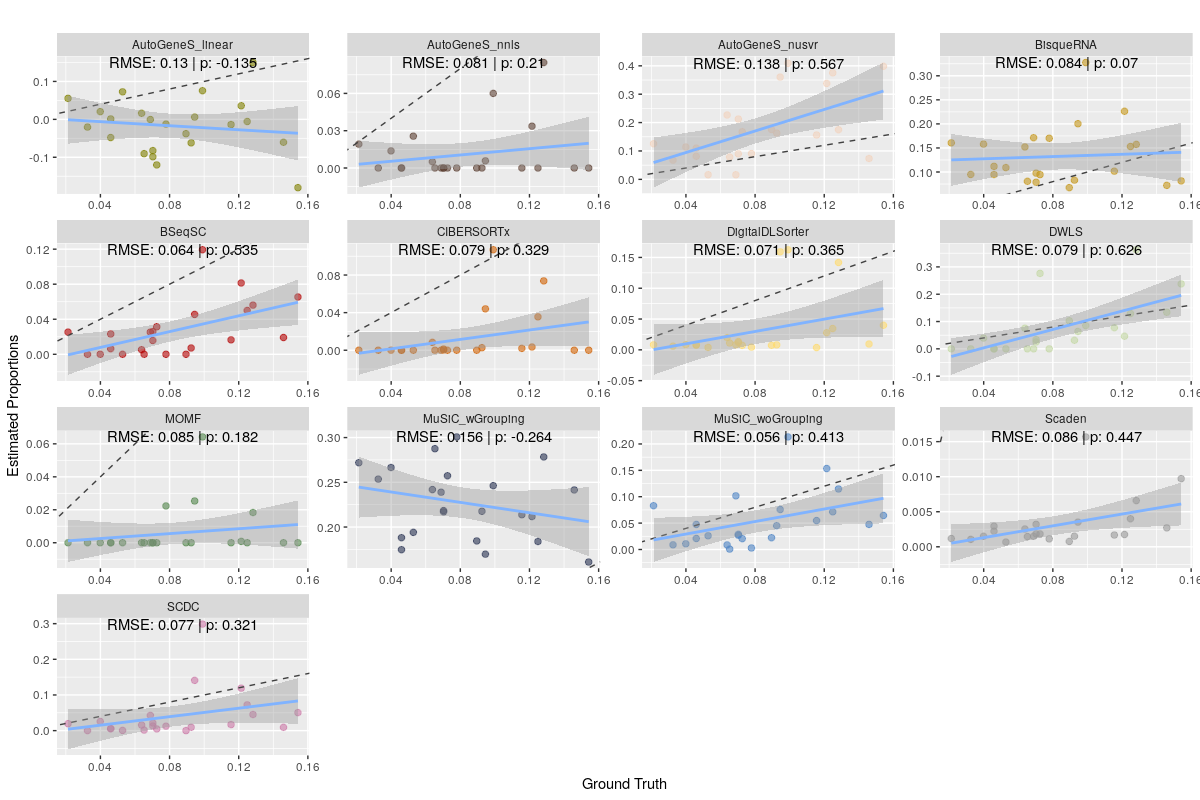 AutoGeneS_linear AutoGeneS_nnls AutoGeneS_nusvr BisqueRNA
RMSE: 0.13 | p: -0.135 RMSE: 0.081 | p: 0.21 RMSE: 0.138 | p: 0.567 RMSE: 0.084 | p: 0.07
0.1 0.0 -0.1
0.06 0.03 0.00
0.4 0.3 0.2 0.1 0.0
0.30 0.25 0.20 0.15 0.10
0.04 0.08 0.12 0.16 0.04 0.08 0.12 0.16 0.04 0.08 0.12 0.16 0.04 0.08 0.12 0.16
BSeqSC CIBERSORTx DigitalDLSorter DWLS
RMSE: 0.064 | p: 0.535 RMSE: 0.079 | p: 0.329 RMSE: 0.071 | p: 0.365 RMSE: 0.079 | p: 0.626
0.12 0.08 0.04 0.00
0.08 0.04 0.00
0.15 0.10 0.05 0.00 -0.05
0.3 0.2 0.1 0.0 -0.1
0.04 0.08 0.12 0.16 0.04 0.08 0.12 0.16 0.04 0.08 0.12 0.16 0.04 0.08 0.12 0.16
Estimated Proportions
MOMF MuSIC_wGrouping MuSIC_woGrouping Scaden
RMSE: 0.085 | p: 0.182 RMSE: 0.156 | p: -0.264 RMSE: 0.056 | p: 0.413 RMSE: 0.086 | p: 0.447
0.06 0.04 0.02 0.00
0.30 0.25 0.20
0.20 0.15 0.10 0.05 0.00
0.015 0.010 0.005 0.000
0.04 0.08 0.12 0.16 0.04 0.08 0.12 0.16 0.04 0.08 0.12 0.16 0.04 0.08 0.12 0.16
SCDC
RMSE: 0.077 | p: 0.321
0.3 0.2 0.1 0.0
0.04 0.08 0.12 0.16
Ground Truth